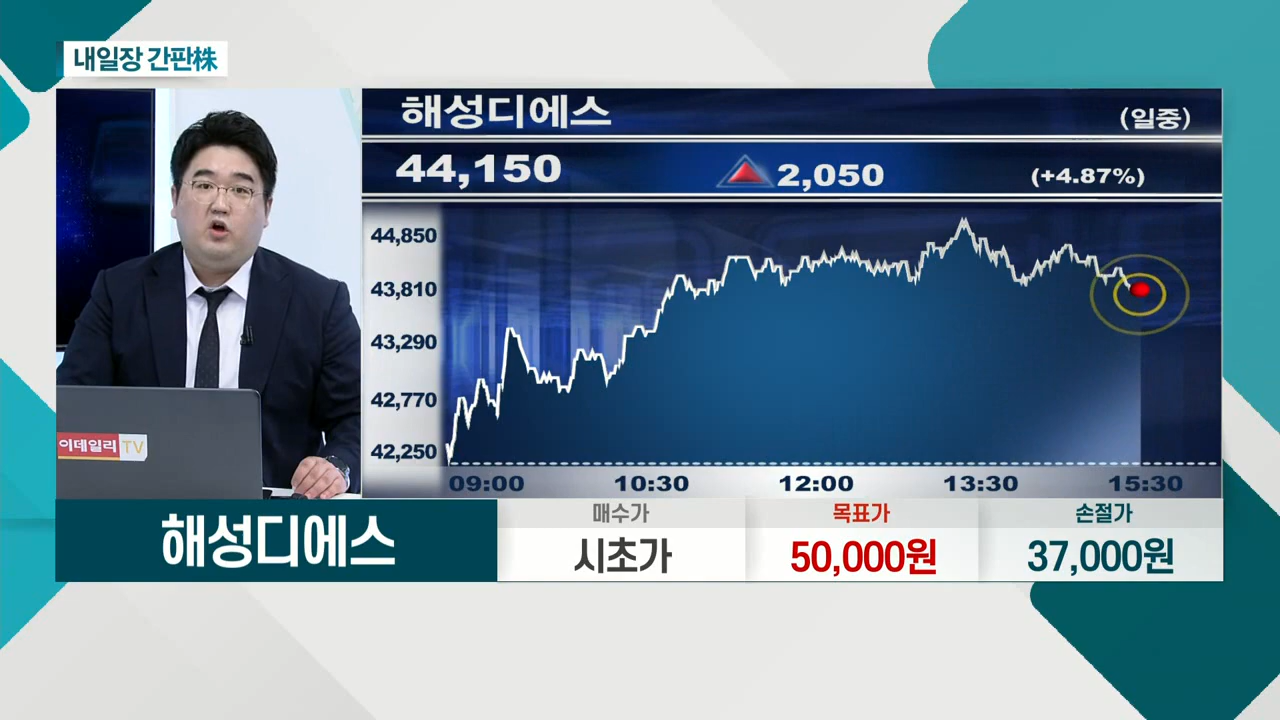 내일장 간판株
해성디에스
(일중)
44,150
2,050
(+4.87%)
44,850
43,810
43,290
42,770
42,250
09:00
10:30
12:00
13:30
15:30
이데일리TV
해성디에스
매수가
목표가
손절가
시초가
50,000원
37,000원